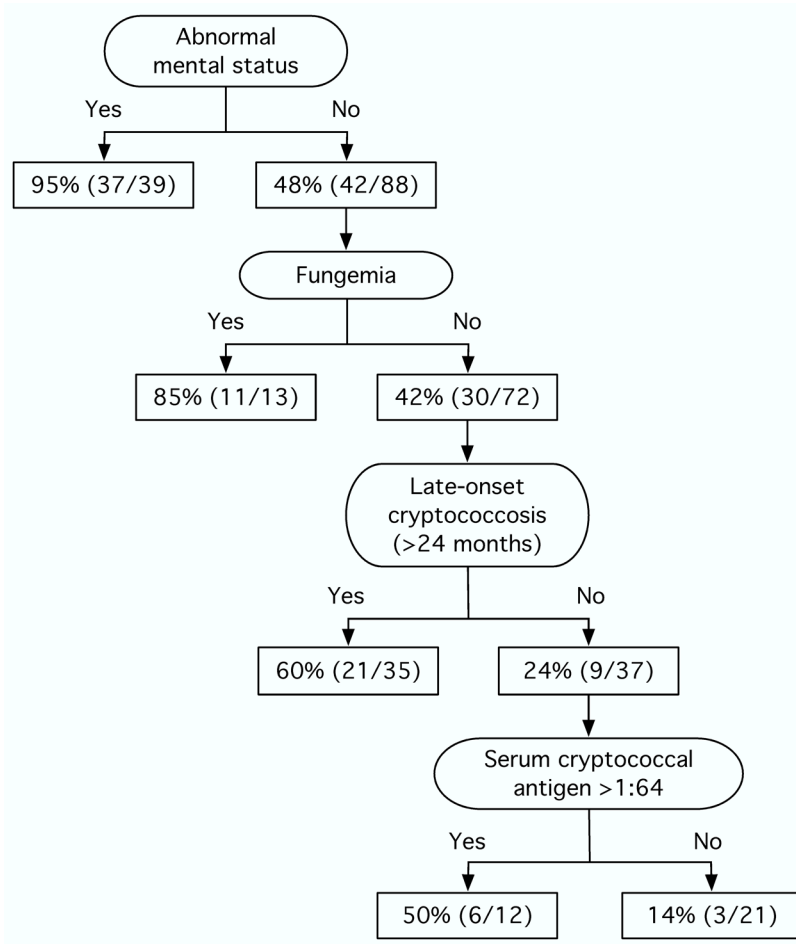 Abnormal
mental status
Yes
No
95% (37/39)
48% (42/88)
Fungemia
Yes
No
85% (11/13)
42% (30/72)
Late-onset
cryptococcosis
(>24 months)
Yes
No
60% (21/35)
24% (9/37)
Serum cryptococcal
antigen >1:64
Yes
No
50% (6/12)
14% (3/21)